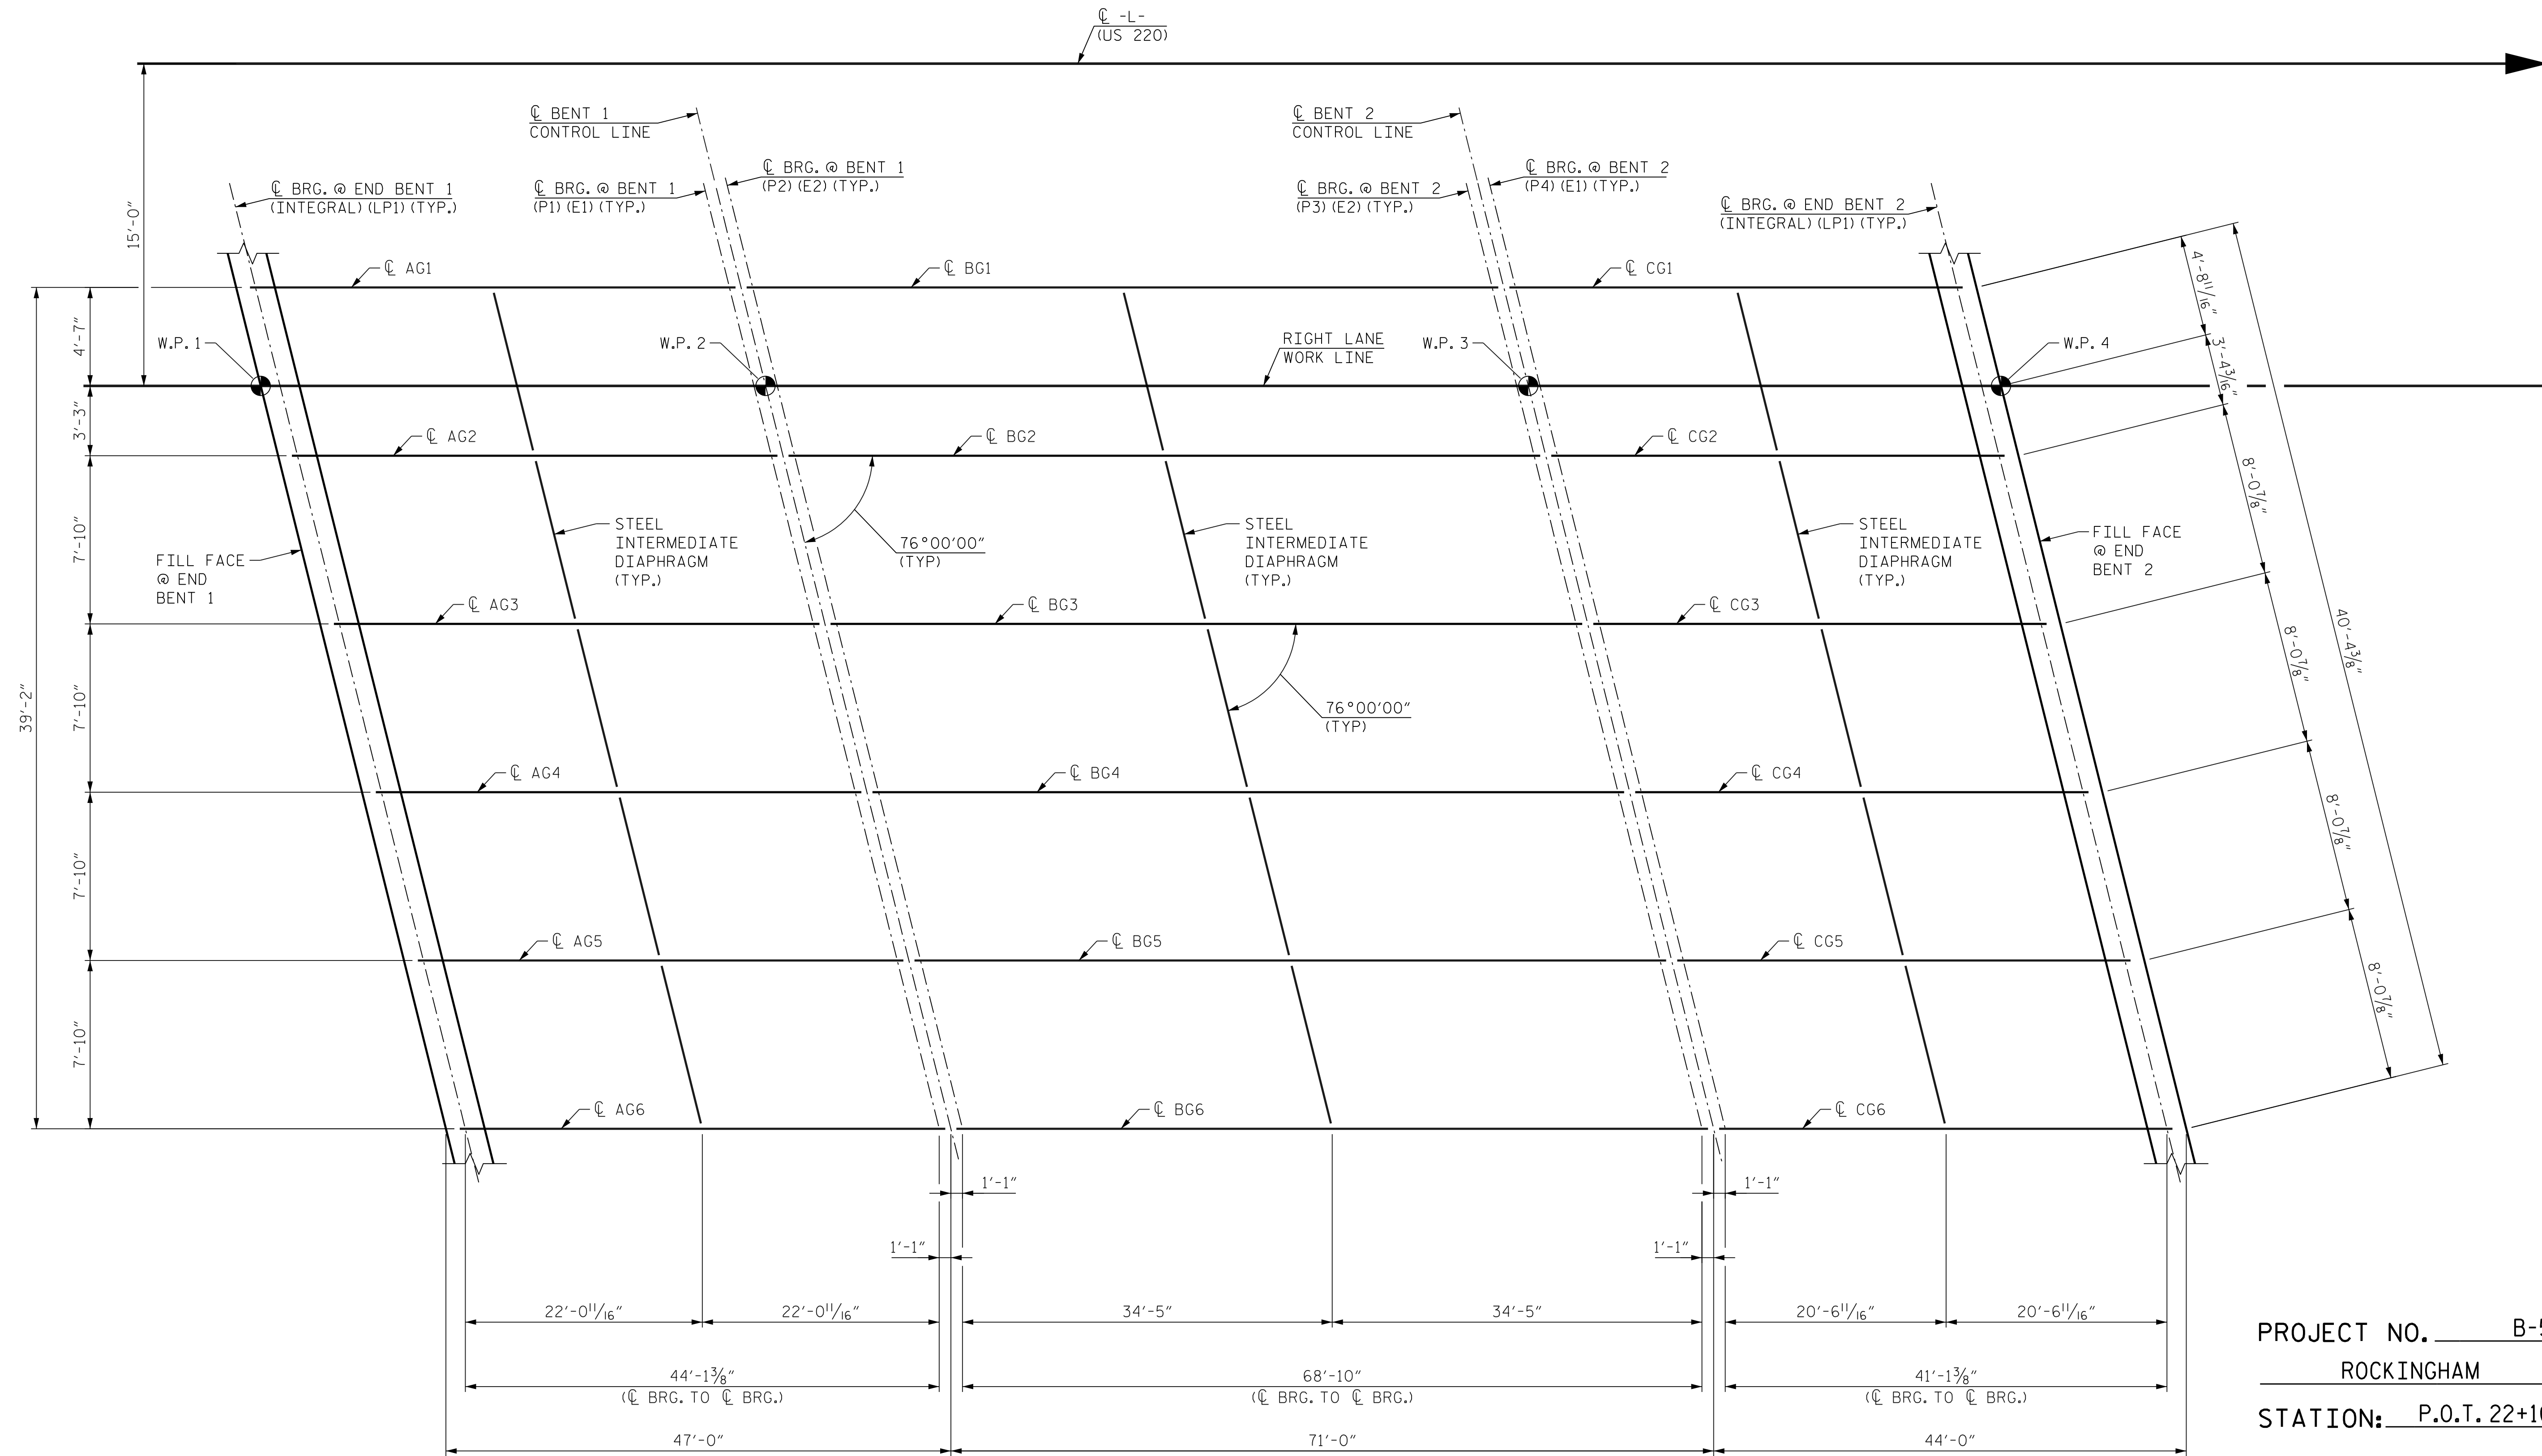 ℄ -L-
(US 220)
15'-0"
℄ BENT 1
CONTROL LINE
℄ BENT 2
CONTROL LINE
℄ BRG. @ END BENT 1
(INTEGRAL) (LP1) (TYP.)
℄ BRG. @ BENT 1
(P1) (E1) (TYP.)
℄ BRG. @ BENT 1
(P2) (E2) (TYP.)
℄ BRG. @ BENT 2
(P3) (E2) (TYP.)
℄ BRG. @ BENT 2
(P4) (E1) (TYP.)
℄ BRG. @ END BENT 2
(INTEGRAL) (LP1) (TYP.)
℄ AG1
℄ BG1
℄ CG1
4'-7"
W.P. 1
W.P. 2
RIGHT LANE
WORK LINE
W.P. 3
W.P. 4
4'-8 11/16"
3'-4 3/16"
3'-3"
℄ AG2
℄ BG2
℄ CG2
8'-0 7/8"
7'-10"
FILL FACE
@ END
BENT 1
STEEL
INTERMEDIATE
DIAPHRAGM
(TYP.)
76°00'00"
(TYP)
STEEL
INTERMEDIATE
DIAPHRAGM
(TYP.)
STEEL
INTERMEDIATE
DIAPHRAGM
(TYP.)
FILL FACE
@ END
BENT 2
℄ AG3
℄ BG3
℄ CG3
8'-0 7/8"
40'-4 3/8"
39'-2"
7'-10"
76°00'00"
(TYP)
℄ AG4
℄ BG4
℄ CG4
8'-0 7/8"
7'-10"
℄ AG5
℄ BG5
℄ CG5
8'-0 7/8"
7'-10"
℄ AG6
℄ BG6
℄ CG6
1'-1"
1'-1"
1'-1"
1'-1"
22'-0 11/16"
22'-0 11/16"
34'-5"
34'-5"
20'-6 11/16"
20'-6 11/16"
44'-1 3/8"
(℄ BRG. TO ℄ BRG.)
68'-10"
(℄ BRG. TO ℄ BRG.)
41'-1 3/8"
(℄ BRG. TO ℄ BRG.)
47'-0"
71'-0"
44'-0"
PROJECT NO. B-5
ROCKINGHAM
STATION: P.O.T. 22+10